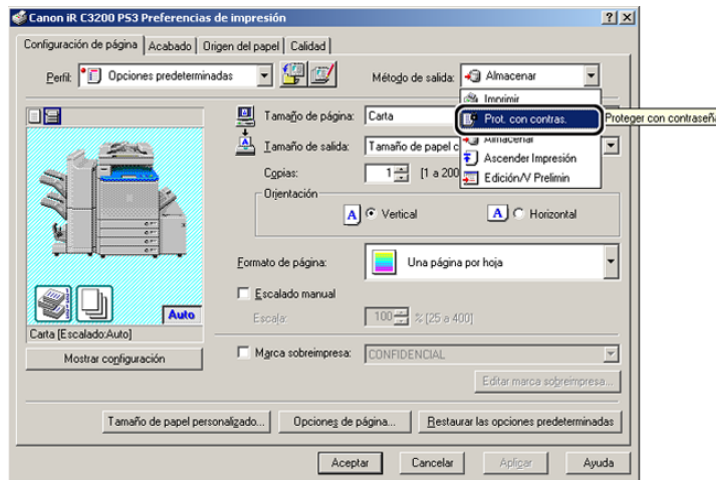 Canon iR C3200 PS3 Preferencias de impresión
Configuración de página Acabado Origen del papel Calidad
Perfil: Opciones predeterminadas Método de salida: Almacenar
Imprimir
Tamaño de página: Carta Prot. con contras. Proteger con contraseña
Almacenar
Tamaño de salida: Tamaño de papel c Ascender Impresión
Copias: 1 [1 a 200 Edición/V Prelimin
Orientación
A Vertical A Horizontal
Formato de página: Una página por hoja
Escalado manual
Auto Escala: 100 % [25 a 400]
Carta [Escalado:Auto]
Mostrar configuración Marca sobreimpresa: CONFIDENCIAL
Editar marca sobreimpresa...
Tamaño de papel personalizado... Opciones de página... Restaurar las opciones predeterminadas
Aceptar Cancelar Aplicar Ayuda